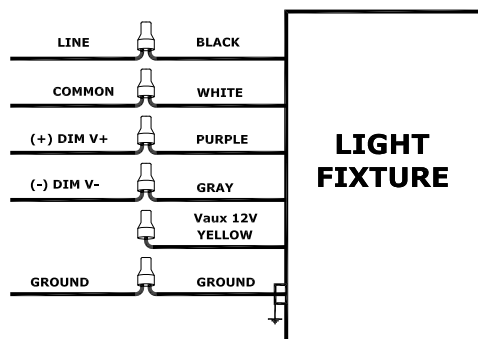 LINE BLACK
COMMON WHITE
(+) DIM V+ PURPLE
(-) DIM V- GRAY
Vaux 12V
YELLOW
GROUND GROUND
LIGHT
FIXTURE